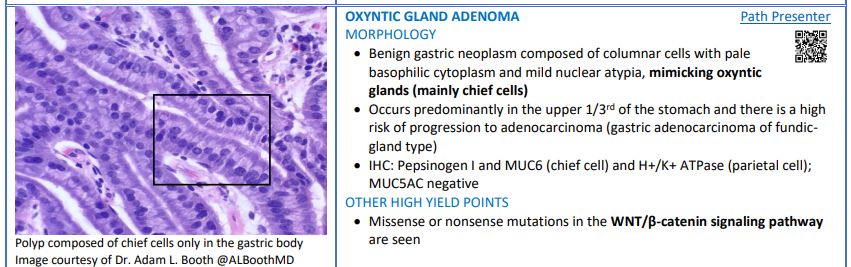 OXYNTIC GLAND ADENOMA
Path Presenter
MORPHOLOGY
• Benign gastric neoplasm composed of columnar cells with pale
basophilic cytoplasm and mild nuclear atypia, mimicking oxyntic
glands (mainly chief cells)
• Occurs predominantly in the upper 1/3rd of the stomach and there is a high
risk of progression to adenocarcinoma (gastric adenocarcinoma of fundic-
gland type)
• IHC: Pepsinogen I and MUC6 (chief cell) and H+/K+ ATPase (parietal cell);
MUC5AC negative
OTHER HIGH YIELD POINTS
• Missense or nonsense mutations in the WNT/β-catenin signaling pathway
are seen
Polyp composed of chief cells only in the gastric body
Image courtesy of Dr. Adam L. Booth @ALBoothMD